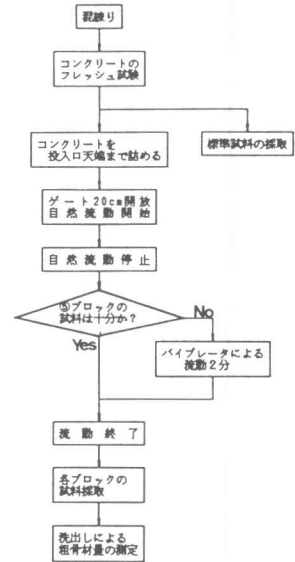 混練り
コンクリートの
フレッシュ試験
コンクリートを
投入口天端まで詰める
標準試料の採取
ゲート20cm開放
自然流動開始
自然流動停止
⑤ブロックの
試料は十分か?
No
Yes
バイブレータによる
流動2分
流動終了
各ブロックの
試料採取
洗出しによる
粗骨材量の測定